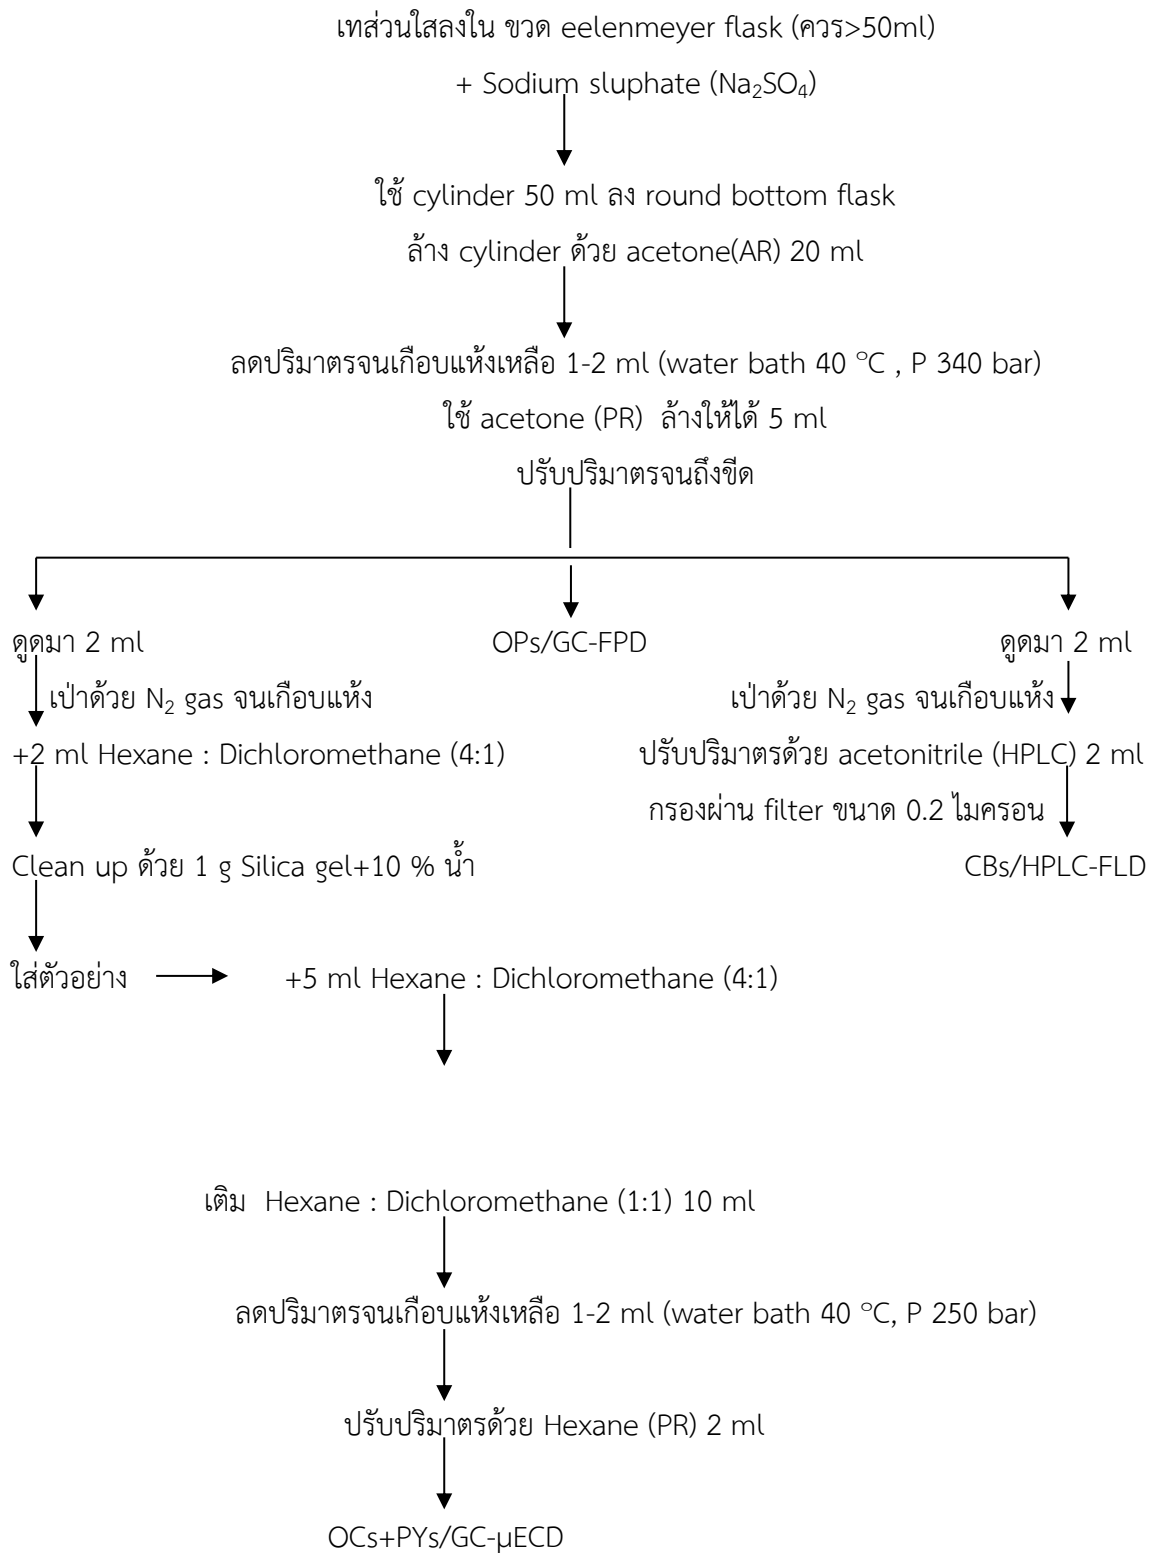 เทส่วนใสลงใน ขวด eelenmeyer flask (ควร>50ml)
+ Sodium sluphate (Na₂SO₄)
ใช้ cylinder 50 ml ลง round bottom flask
ล้าง cylinder ด้วย acetone(AR) 20 ml
ลดปริมาตรจนเกือบแห้งเหลือ 1-2 ml (water bath 40 °C , P 340 bar)
ใช้ acetone (PR) ล้างให้ได้ 5 ml
ปรับปริมาตรจนถึงขีด
ดูดมา 2 ml
OPs/GC-FPD
ดูดมา 2 ml
เป่าด้วย N₂ gas จนเกือบแห้ง
เป่าด้วย N₂ gas จนเกือบแห้ง
+2 ml Hexane : Dichloromethane (4:1)
ปรับปริมาตรด้วย acetonitrile (HPLC) 2 ml
กรองผ่าน filter ขนาด 0.2 ไมครอน
Clean up ด้วย 1 g Silica gel+10 % น้ำ
CBs/HPLC-FLD
ใส่ตัวอย่าง
+5 ml Hexane : Dichloromethane (4:1)
เติม Hexane : Dichloromethane (1:1) 10 ml
ลดปริมาตรจนเกือบแห้งเหลือ 1-2 ml (water bath 40 °C, P 250 bar)
ปรับปริมาตรด้วย Hexane (PR) 2 ml
OCs+PYs/GC-µECD